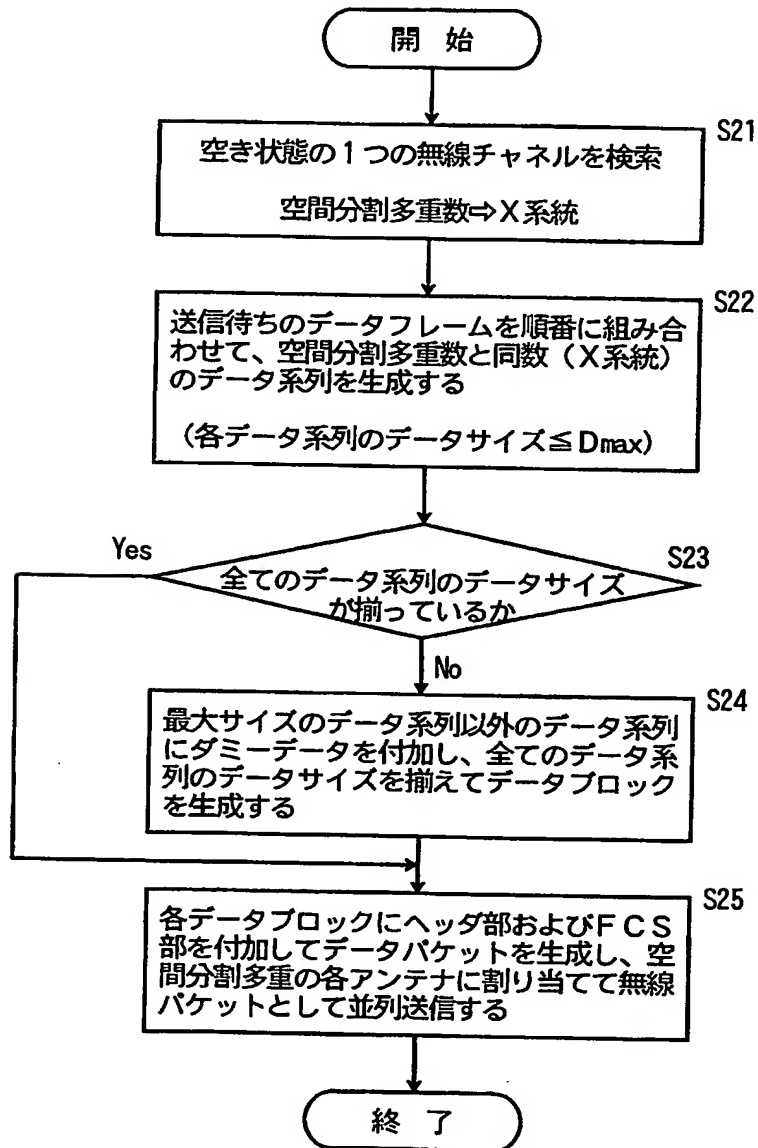 開 始
S21
空き状態の1つの無線チャネルを検索
空間分割多重数⇨X系統
S22
送信待ちのデータフレームを順番に組み合
わせて、空間分割多重数と同数（X系統）
のデータ系列を生成する
（各データ系列のデータサイズ≦Dmax）
Yes
S23
全てのデータ系列のデータサイズ
が揃っているか
No
S24
最大サイズのデータ系列以外のデータ系列
にダミーデータを付加し、全てのデータ系
列のデータサイズを揃えてデータブロック
を生成する
S25
各データブロックにヘッダ部およびFCS
部を付加してデータパケットを生成し、空
間分割多重の各アンテナに割り当てて無線
パケットとして並列送信する
終 了